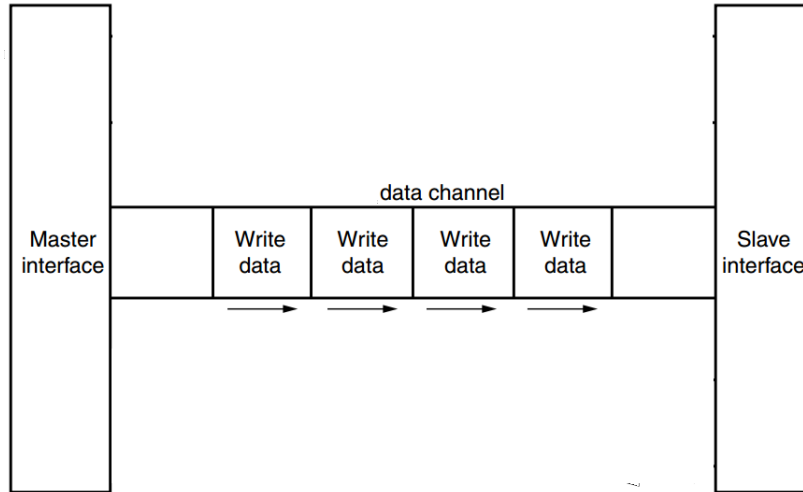 data channel
Master
interface
Write
data
Write
data
Write
data
Write
data
Slave
interface